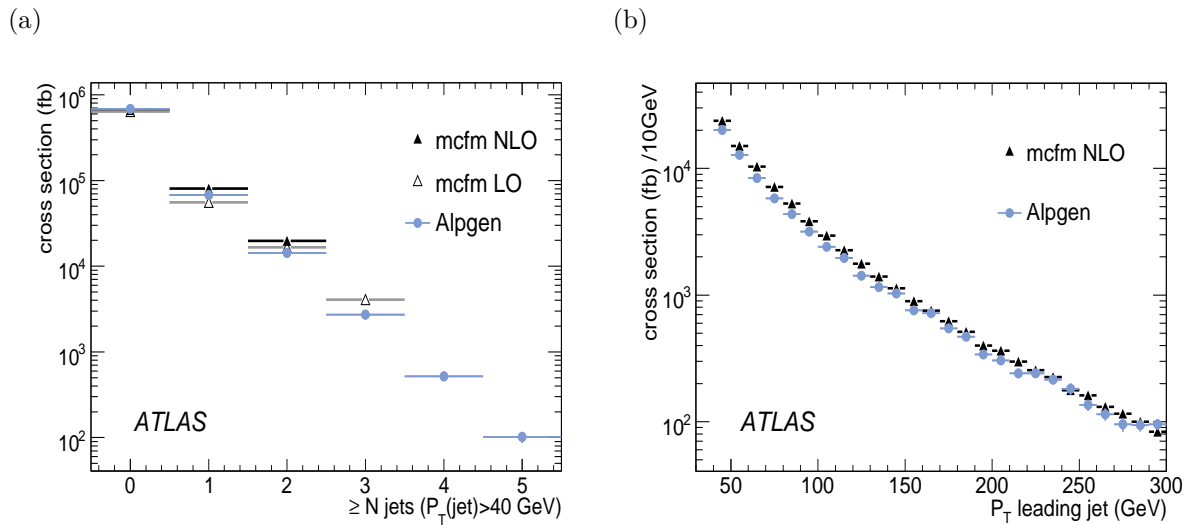 (a)
(b)
cross section (fb)
10^6
10^5
10^4
10^3
10^2
mcfm NLO
mcfm LO
Alpgen
ATLAS
0 1 2 3 4 5
≥ N jets (P_T(jet)>40 GeV)
cross section (fb) /10GeV
10^4
10^3
10^2
mcfm NLO
Alpgen
ATLAS
50 100 150 200 250 300
P_T leading jet (GeV)